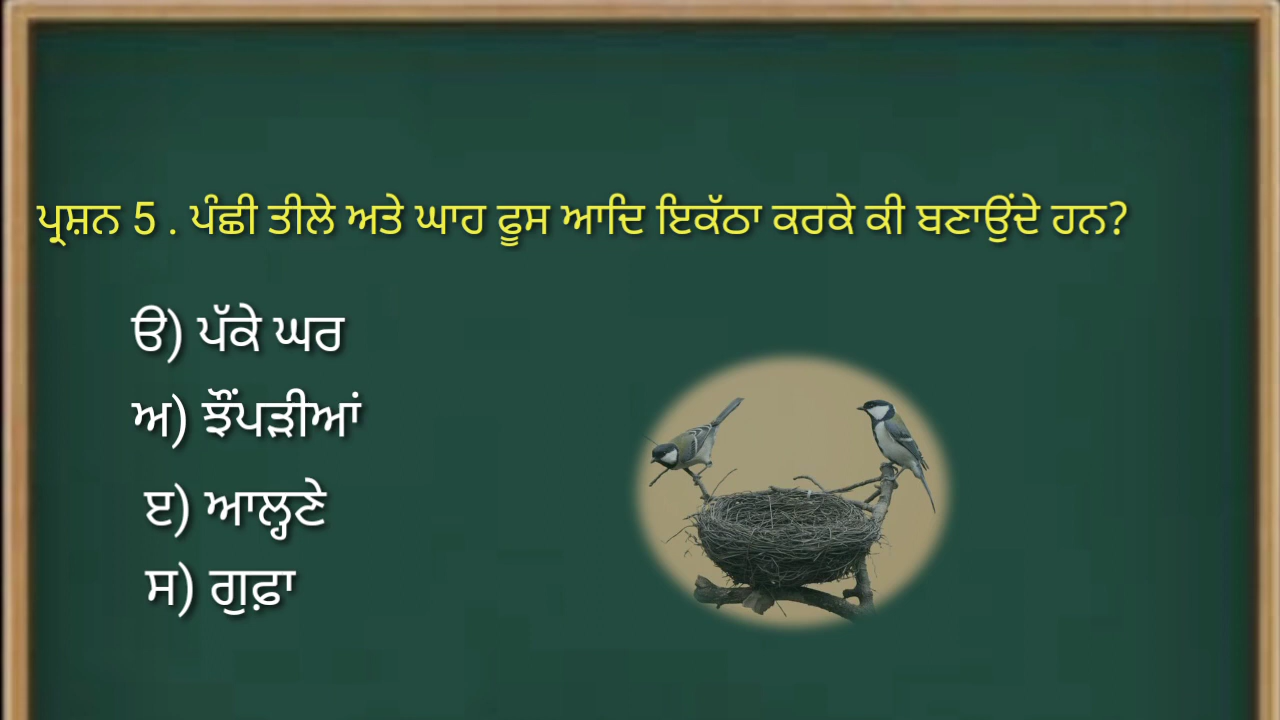 ਪ੍ਰਸ਼ਨ 5 . ਪੰਛੀ ਤੀਲੇ ਅਤੇ ਘਾਹ ਫੂਸ ਆਦਿ ਇਕੱਠਾ ਕਰਕੇ ਕੀ ਬਣਾਉਂਦੇ ਹਨ?
ੳ) ਪੱਕੇ ਘਰ
ਅ) ਝੌਂਪੜੀਆਂ
ੲ) ਆਲ੍ਹਣੇ
ਸ) ਗੁਫ਼ਾ